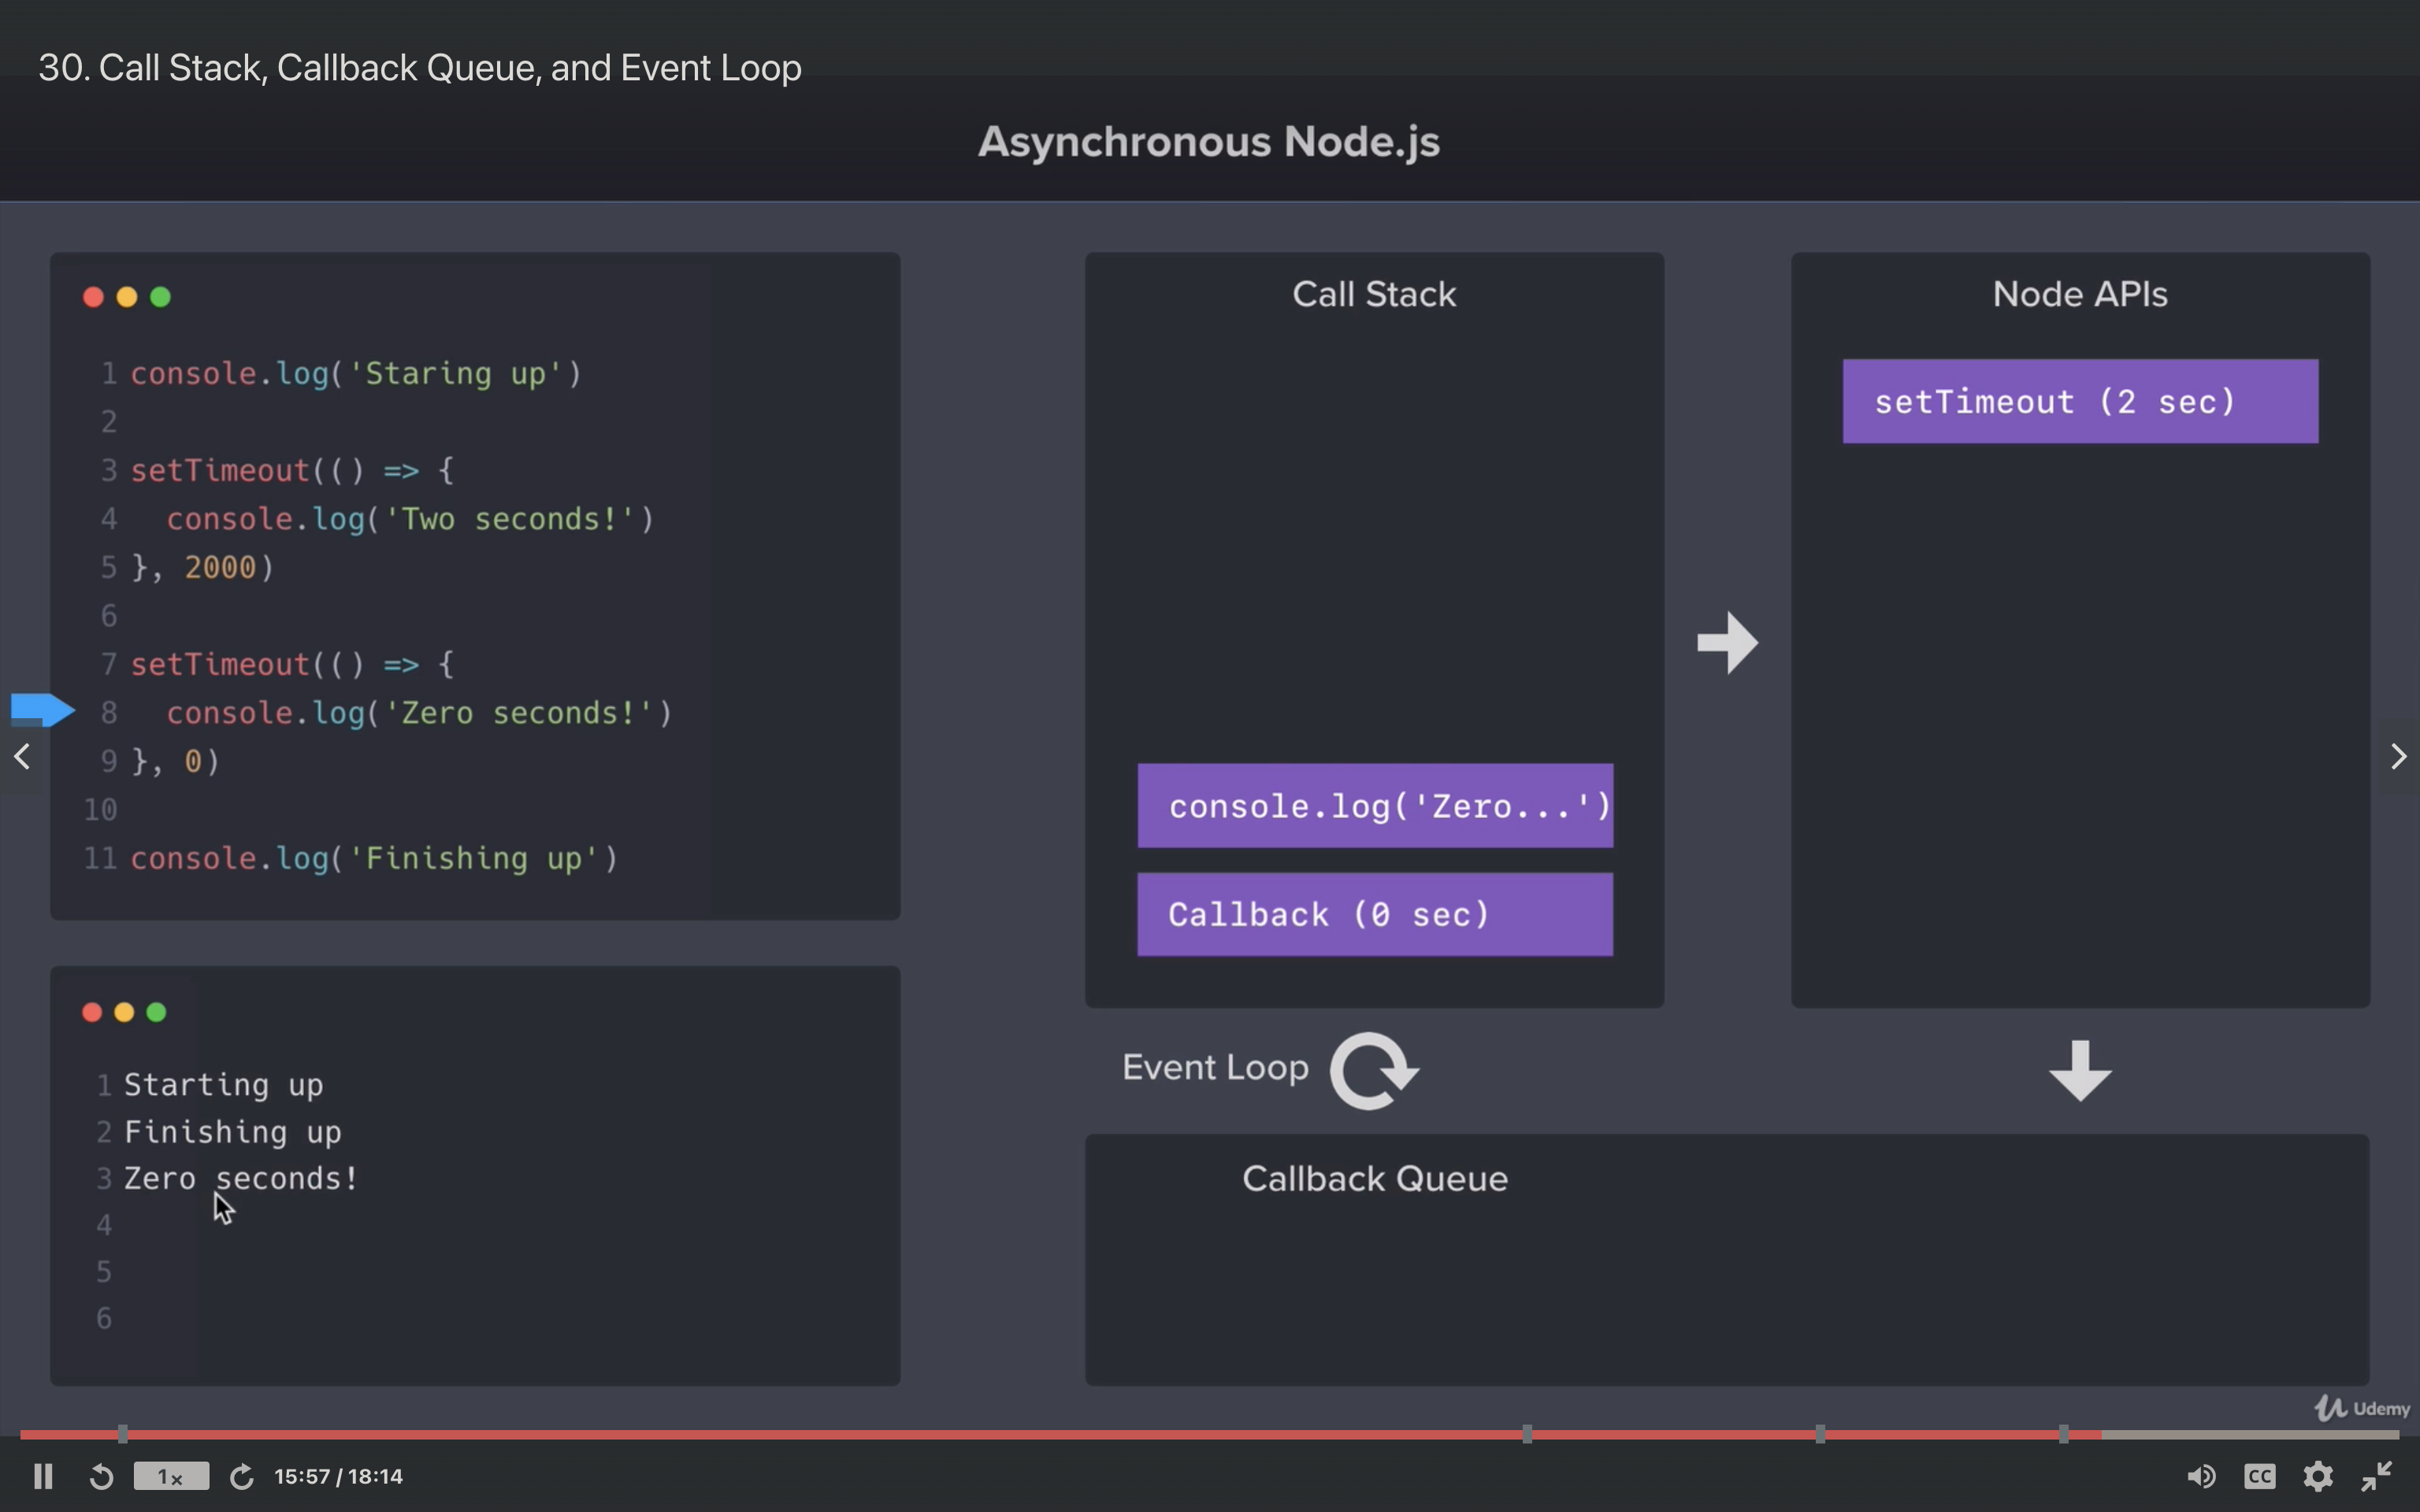 30. Call Stack, Callback Queue, and Event Loop
Asynchronous Node.js
1 console.log('Staring up')
2
3 setTimeout(() => {
4   console.log('Two seconds!')
5 }, 2000)
6
7 setTimeout(() => {
8   console.log('Zero seconds!')
9 }, 0)
10
11 console.log('Finishing up')
1 Starting up
2 Finishing up
3 Zero seconds!
4
5
6
Call Stack
console.log('Zero...')
Callback (0 sec)
Node APIs
setTimeout (2 sec)
Event Loop
Callback Queue
Udemy
1x
15:57 / 18:14
CC